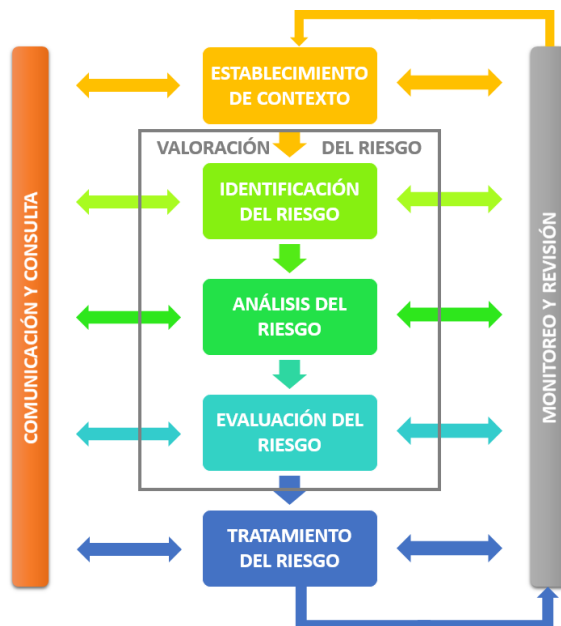 COMUNICACIÓN Y CONSULTA
ESTABLECIMIENTO
DE CONTEXTO
VALORACIÓN DEL RIESGO
IDENTIFICACIÓN
DEL RIESGO
ANÁLISIS DEL
RIESGO
EVALUACIÓN DEL
RIESGO
TRATAMIENTO
DEL RIESGO
MONITOREO Y REVISIÓN